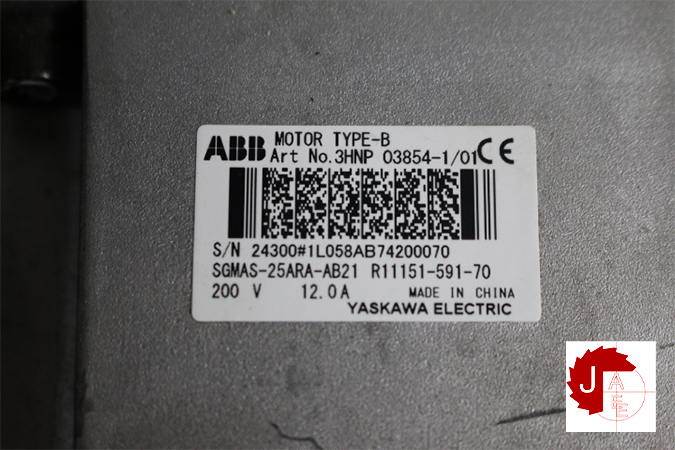 ABB MOTOR TYPE-B
Art No.3HNP 03854-1/01 CE
S/N 24300#1L058AB74200070
SGMAS-25ARA-AB21 R11151-591-70
200 V 12.0A MADE IN CHINA
YASKAWA ELECTRIC
J A E E